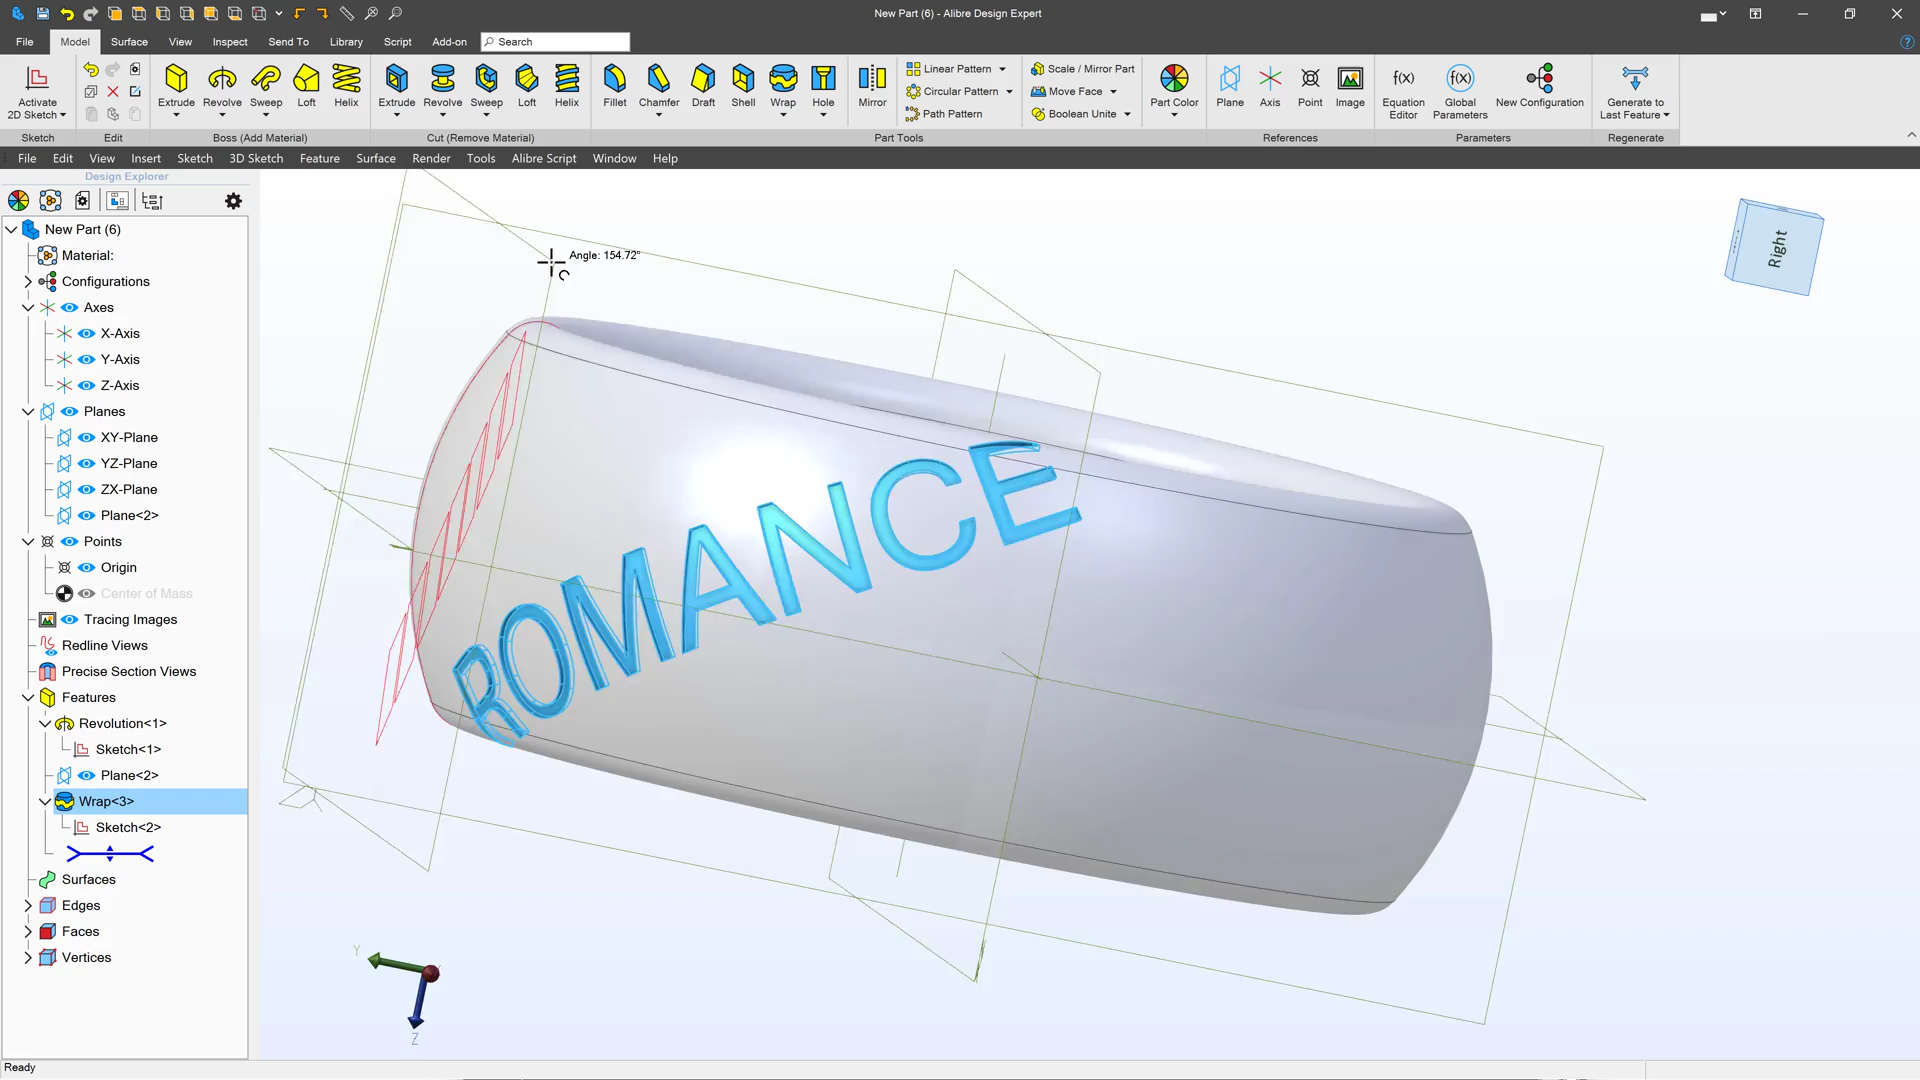 New Part (6) - Alibre Design Expert
File Model Surface View Inspect Send To Library Script Add-on Search
Activate 2D Sketch Extrude Revolve Sweep Loft Helix Extrude Revolve Sweep Loft Helix Fillet Chamfer Draft Shell Wrap Hole Mirror Linear Pattern Circular Pattern Path Pattern Scale / Mirror Part Move Face Boolean Unite Part Color Plane Axis Point Image Equation Editor Global Parameters New Configuration Generate to Last Feature
Sketch Edit Boss (Add Material) Cut (Remove Material) Part Tools References Parameters Regenerate
File Edit View Insert Sketch 3D Sketch Feature Surface Render Tools Alibre Script Window Help
Design Explorer
New Part (6)
Material:
Configurations
Axes
X-Axis
Y-Axis
Z-Axis
Planes
XY-Plane
YZ-Plane
ZX-Plane
Plane<2>
Points
Origin
Center of Mass
Tracing Images
Redline Views
Precise Section Views
Features
Revolution<1>
Sketch<1>
Plane<2>
Wrap<3>
Sketch<2>
Surfaces
Edges
Faces
Vertices
Angle: 154.72°
Right
ROMANCE
Y
Z
Ready